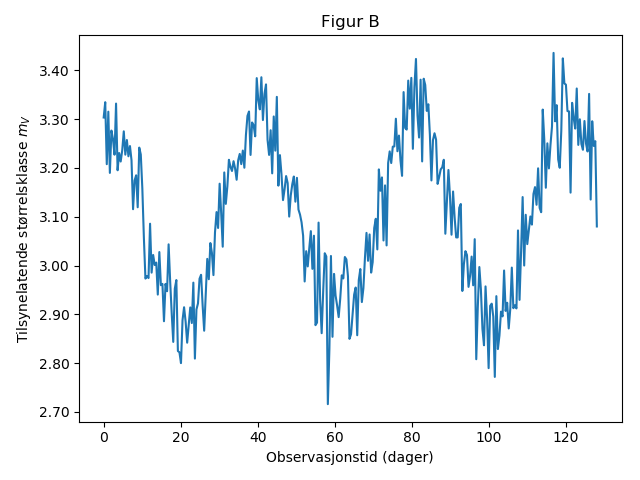 Figur B
Tilsynelatende størrelsesklasse m_V
3.40
3.30
3.20
3.10
3.00
2.90
2.80
2.70
0 20 40 60 80 100 120
Observasjonstid (dager)